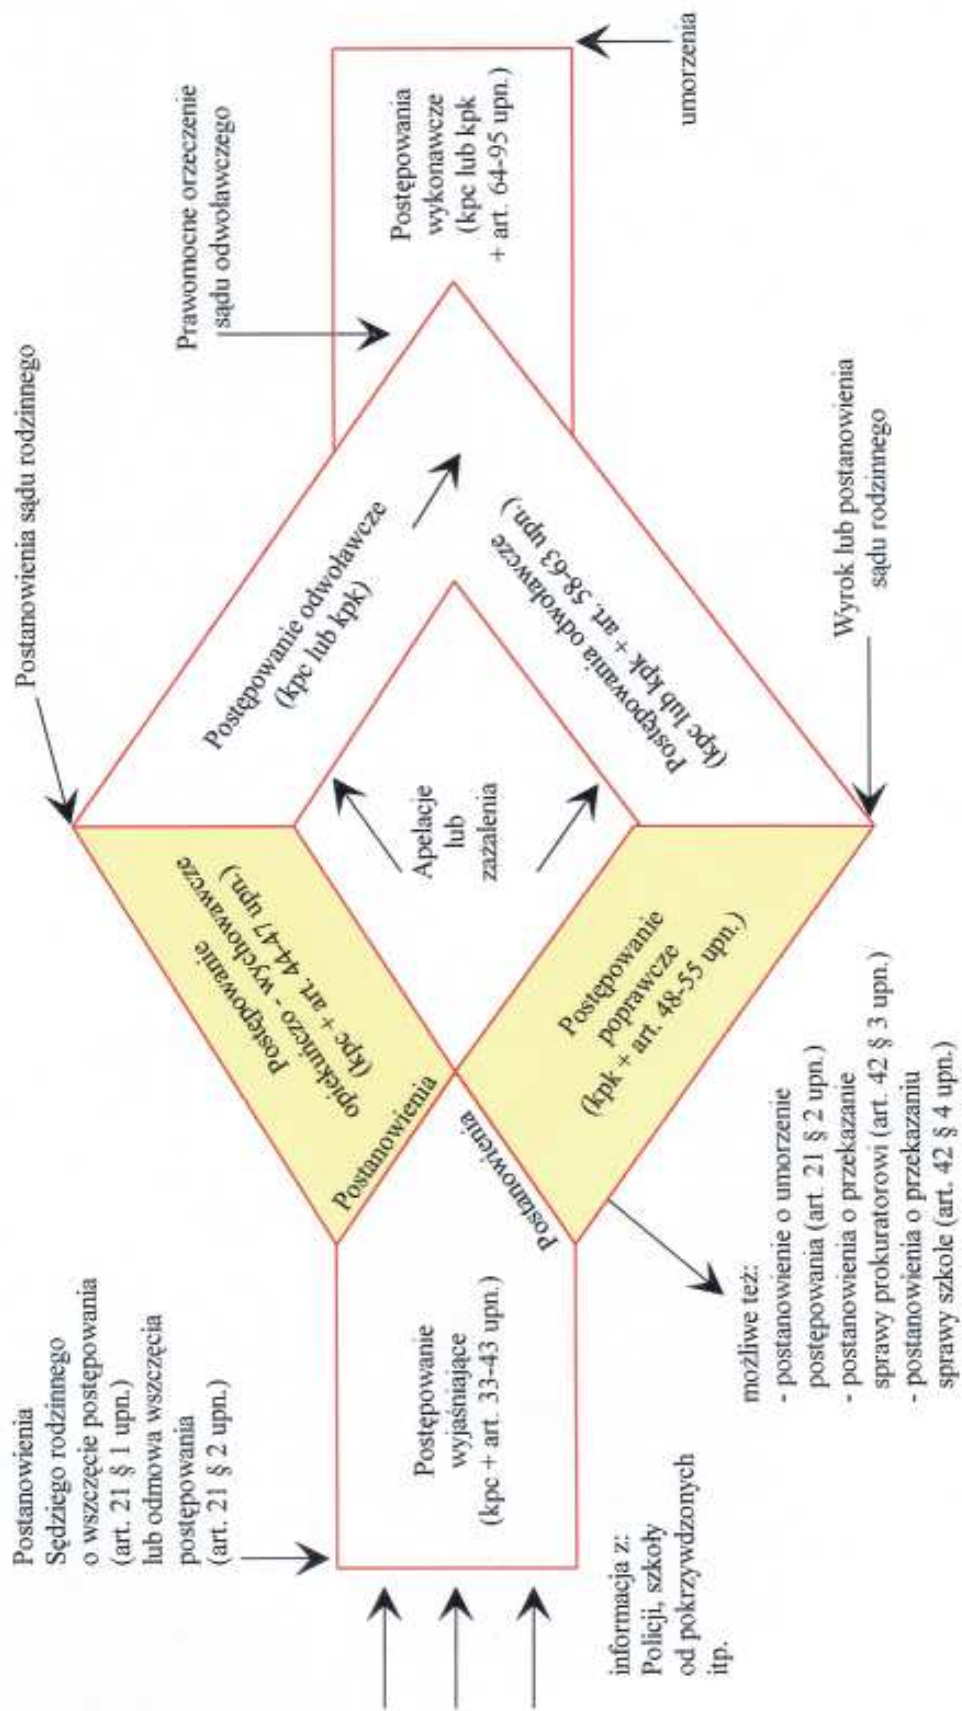 Postanowienia
Sędziego rodzinnego
o wszczęcie postępowania
(art. 21 § 1 upn.)
lub odmowa wszczęcia
postępowania
(art. 21 § 2 upn.)
informacja z:
Policji, szkoły
od pokrzywdzonych
itp.
Postępowanie
wyjaśniające
(kpc + art. 33-43 upn.)
Postanowienia
Postanowienia
Postępowanie
opiekuńczo - wychowawcze
(kpc + art. 44-47 upn.)
Postępowanie
poprawcze
(kpk + art. 48-55 upn.)
możliwe też:
- postanowienie o umorzenie
postępowania (art. 21 § 2 upn.)
- postanowienia o przekazanie
sprawy prokuratorowi (art. 42 § 3 upn.)
- postanowienia o przekazaniu
sprawy szkole (art. 42 § 4 upn.)
Apelacje
lub
zażalenia
Postanowienia sądu rodzinnego
Wyrok lub postanowienia
sądu rodzinnego
Postępowanie odwoławcze
(kpc lub kpk)
Postępowania odwoławcze
(kpc lub kpk + art. 58-63 upn.)
Prawomocne orzeczenie
sądu odwoławczego
Postępowania
wykonawcze
(kpc lub kpk
+ art. 64-95 upn.)
umorzenia